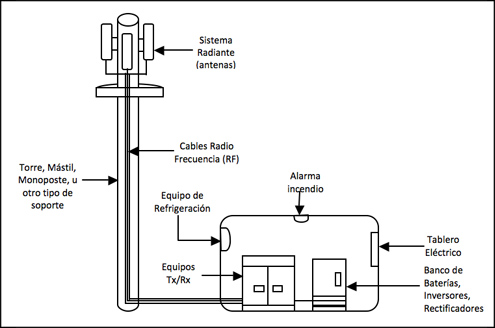 Sistema
Radiante
(antenas)
Cables Radio
Frecuencia (RF)
Torre, Mástil,
Monoposte, u
otro tipo de
soporte
Alarma
incendio
Equipo de
Refrigeración
Tablero
Eléctrico
Equipos
Tx/Rx
Banco de
Baterías,
Inversores,
Rectificadores